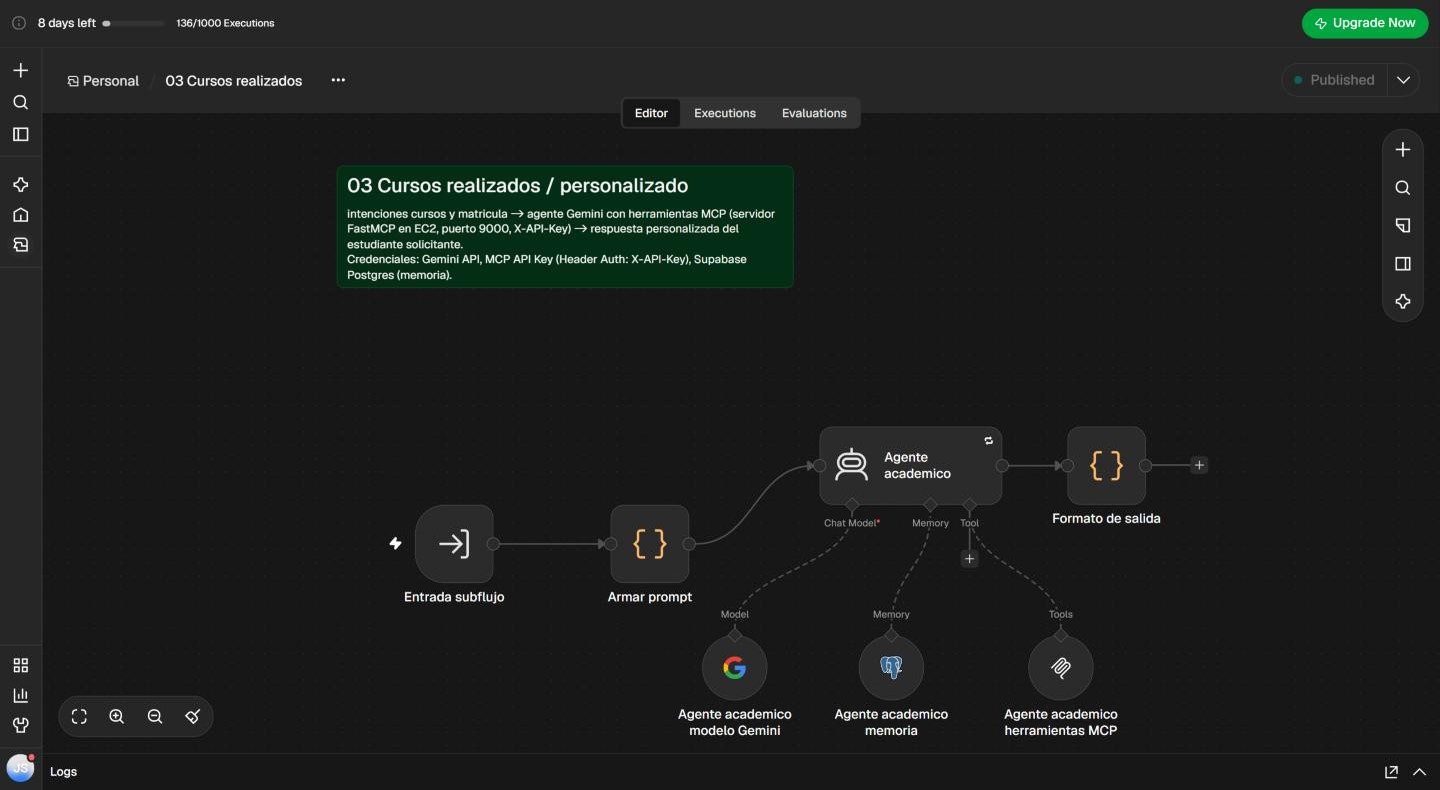 8 days left
136/1000 Executions
Upgrade Now
Personal / 03 Cursos realizados
Published
Editor
Executions
Evaluations
03 Cursos realizados / personalizado
intenciones cursos y matricula → agente Gemini con herramientas MCP (servidor
FastMCP en EC2, puerto 9000, X-API-Key) → respuesta personalizada del
estudiante solicitante.
Credenciales: Gemini API, MCP API Key (Header Auth: X-API-Key), Supabase
Postgres (memoria).
Agente
academico
Chat Model*
Memory
Tool
Formato de salida
Entrada subflujo
Armar prompt
Model
Memory
Tools
Agente academico
modelo Gemini
Agente academico
memoria
Agente academico
herramientas MCP
JS
Logs